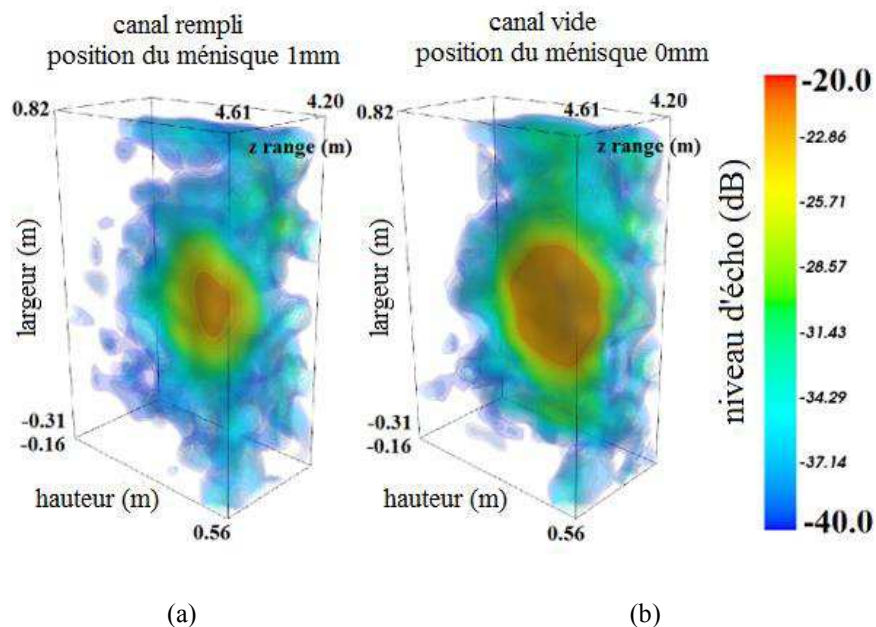 canal rempli
position du ménisque 1mm
canal vide
position du ménisque 0mm
0.82
4.61
4.20
z range (m)
largeur (m)
-0.31
-0.16
hauteur (m)
0.56
0.82
4.61
4.20
z range (m)
largeur (m)
-0.31
-0.16
hauteur (m)
0.56
niveau d'écho (dB)
-20.0
-22.86
-25.71
-28.57
-31.43
-34.29
-37.14
-40.0
(a)
(b)